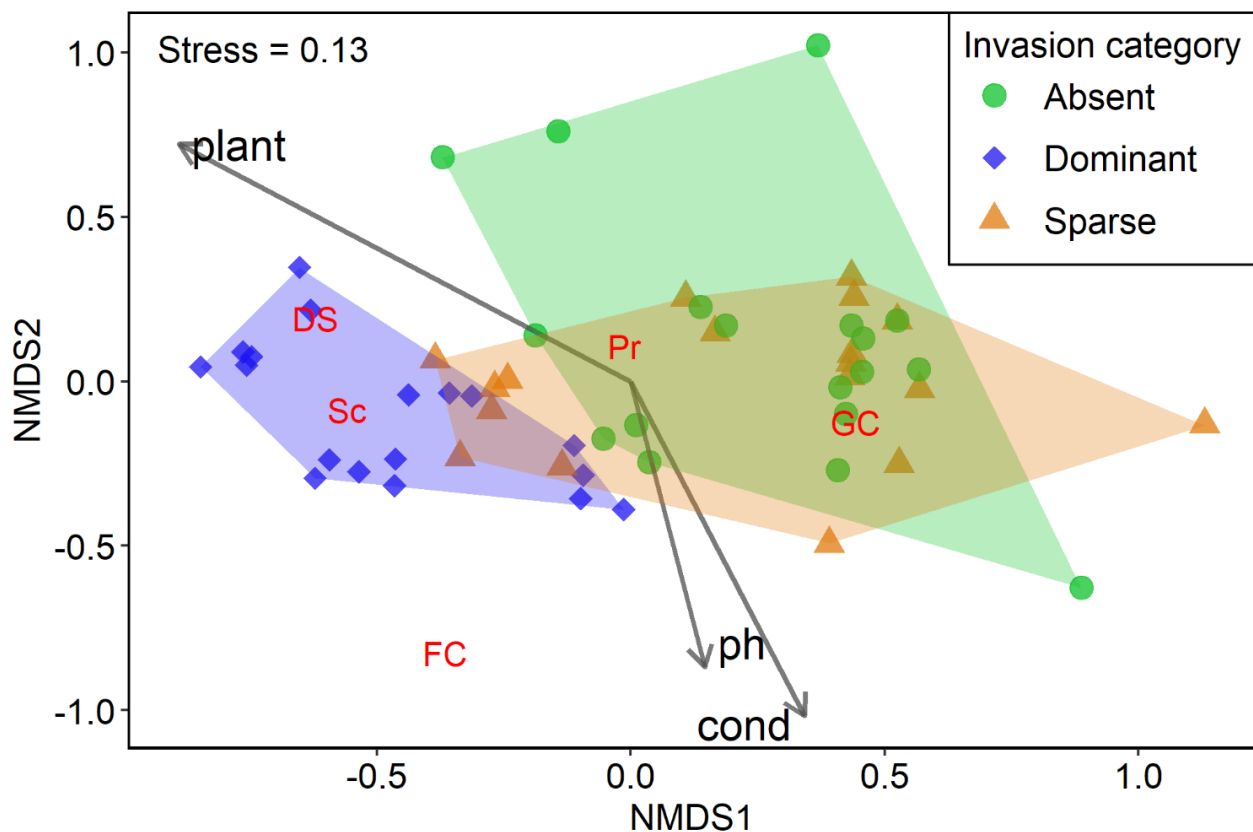 Stress = 0.13
Invasion category
Absent
Dominant
Sparse
plant
DS
Pr
Sc
GC
FC
ph
cond
NMDS2
1.0
0.5
0.0
-0.5
-1.0
-0.5
0.0
0.5
1.0
NMDS1